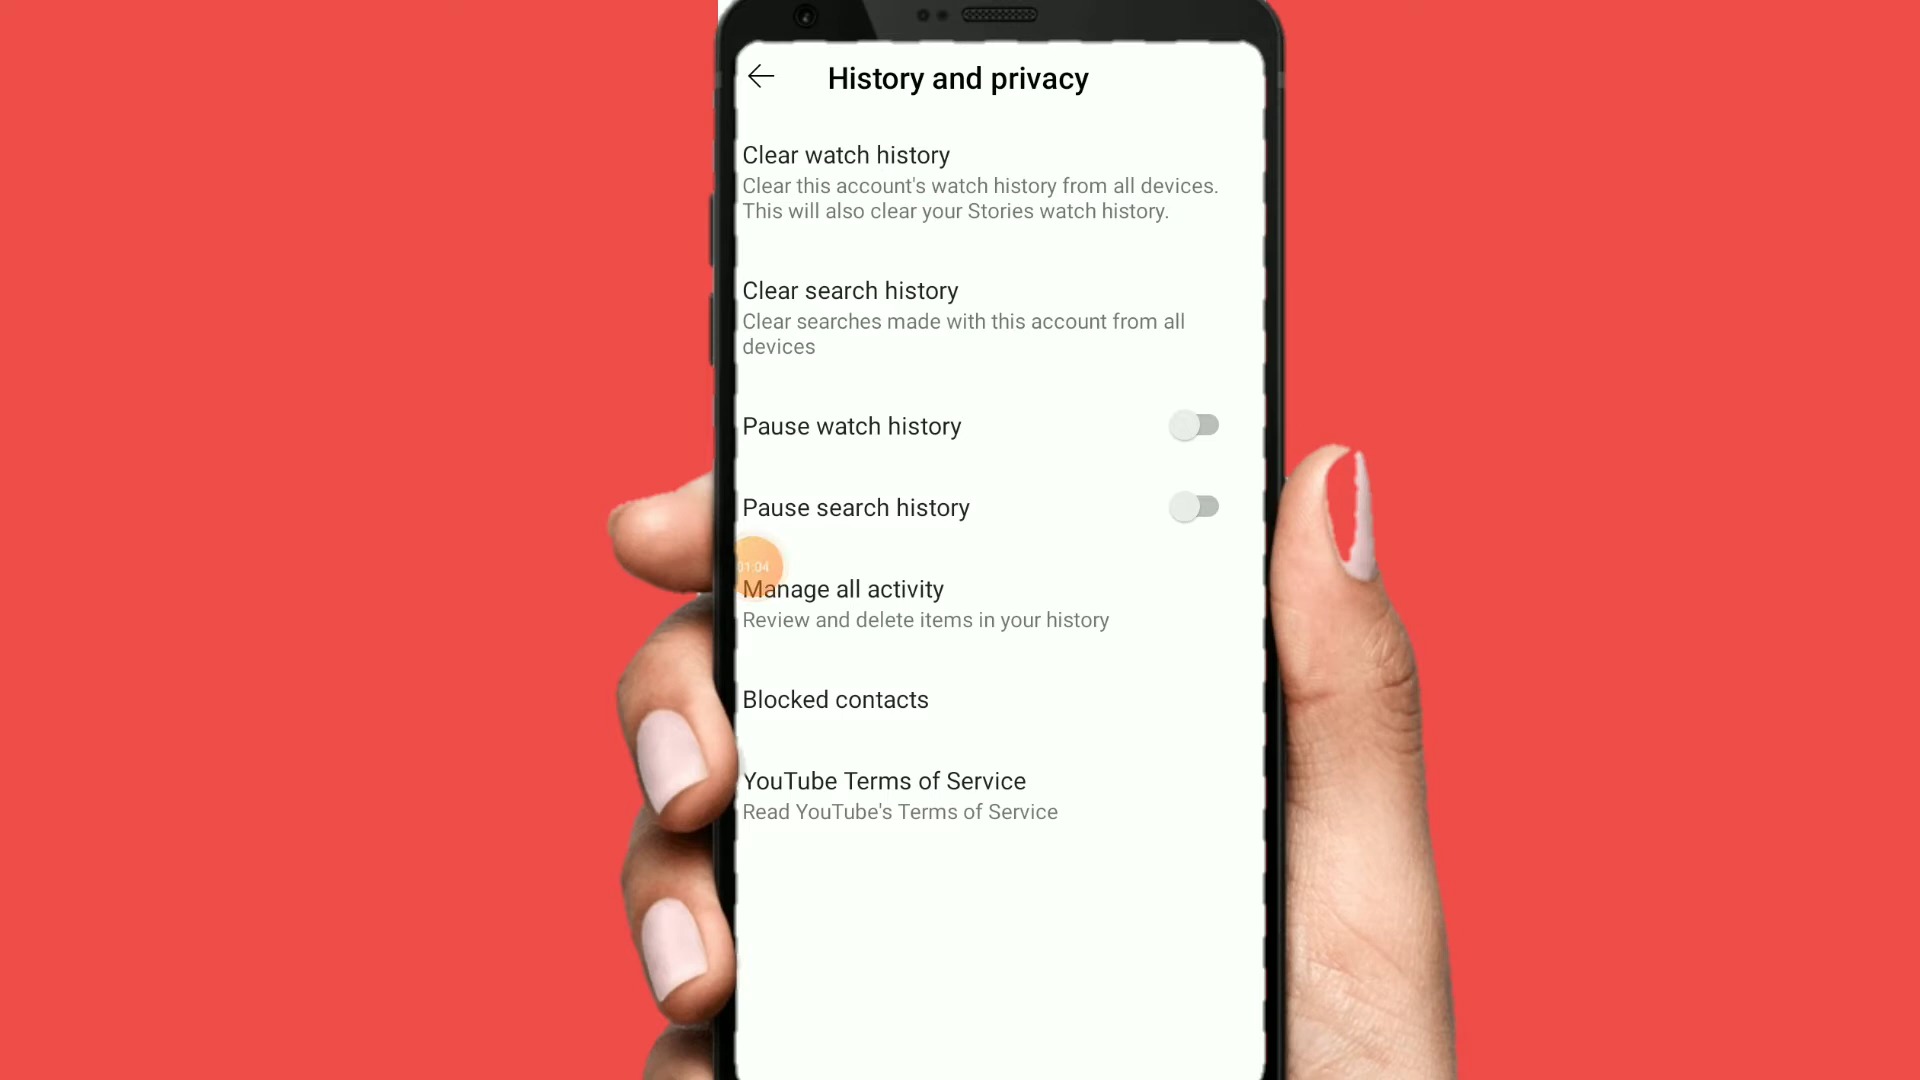 History and privacy
Clear watch history
Clear this account's watch history from all devices.
This will also clear your Stories watch history.
Clear search history
Clear searches made with this account from all
devices
Pause watch history
Pause search history
01:04
Manage all activity
Review and delete items in your history
Blocked contacts
YouTube Terms of Service
Read YouTube's Terms of Service